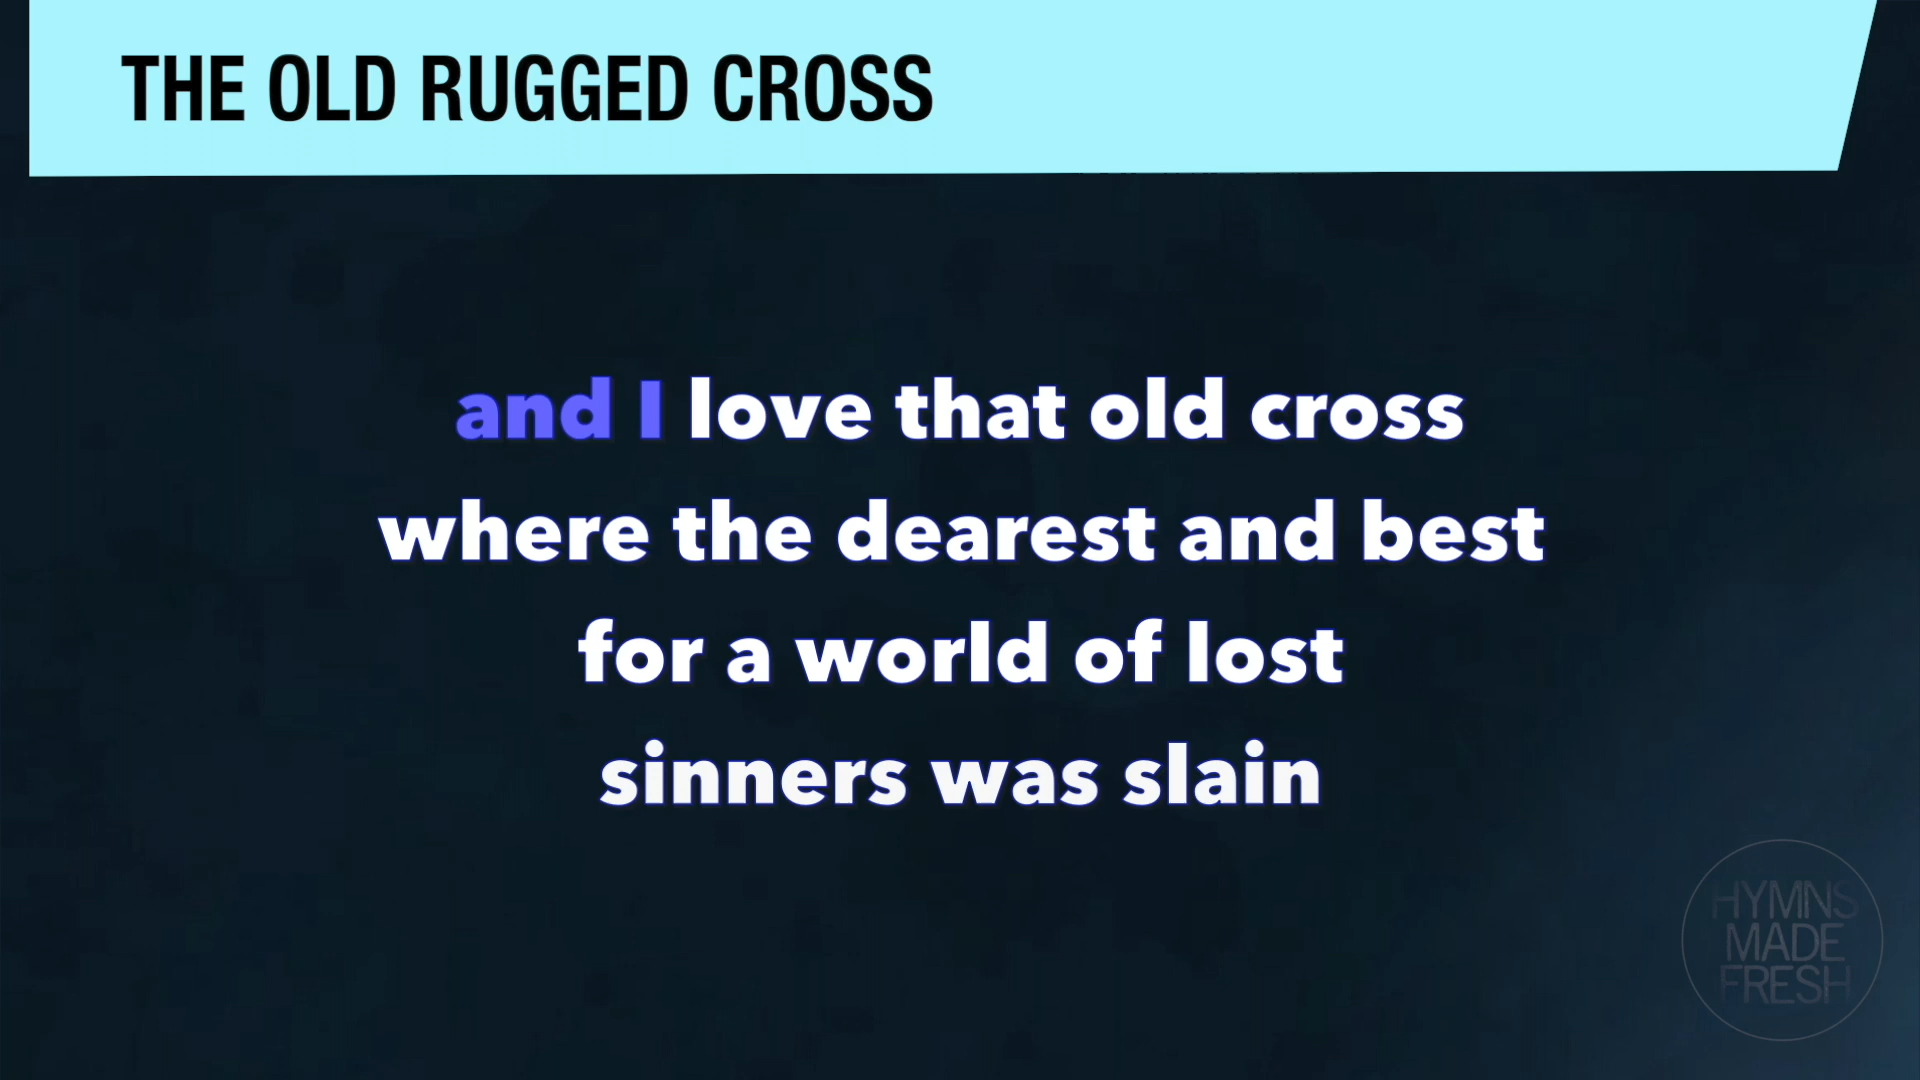 THE OLD RUGGED CROSS
and I love that old cross
where the dearest and best
for a world of lost
sinners was slain
HYMNS
MADE
FRESH